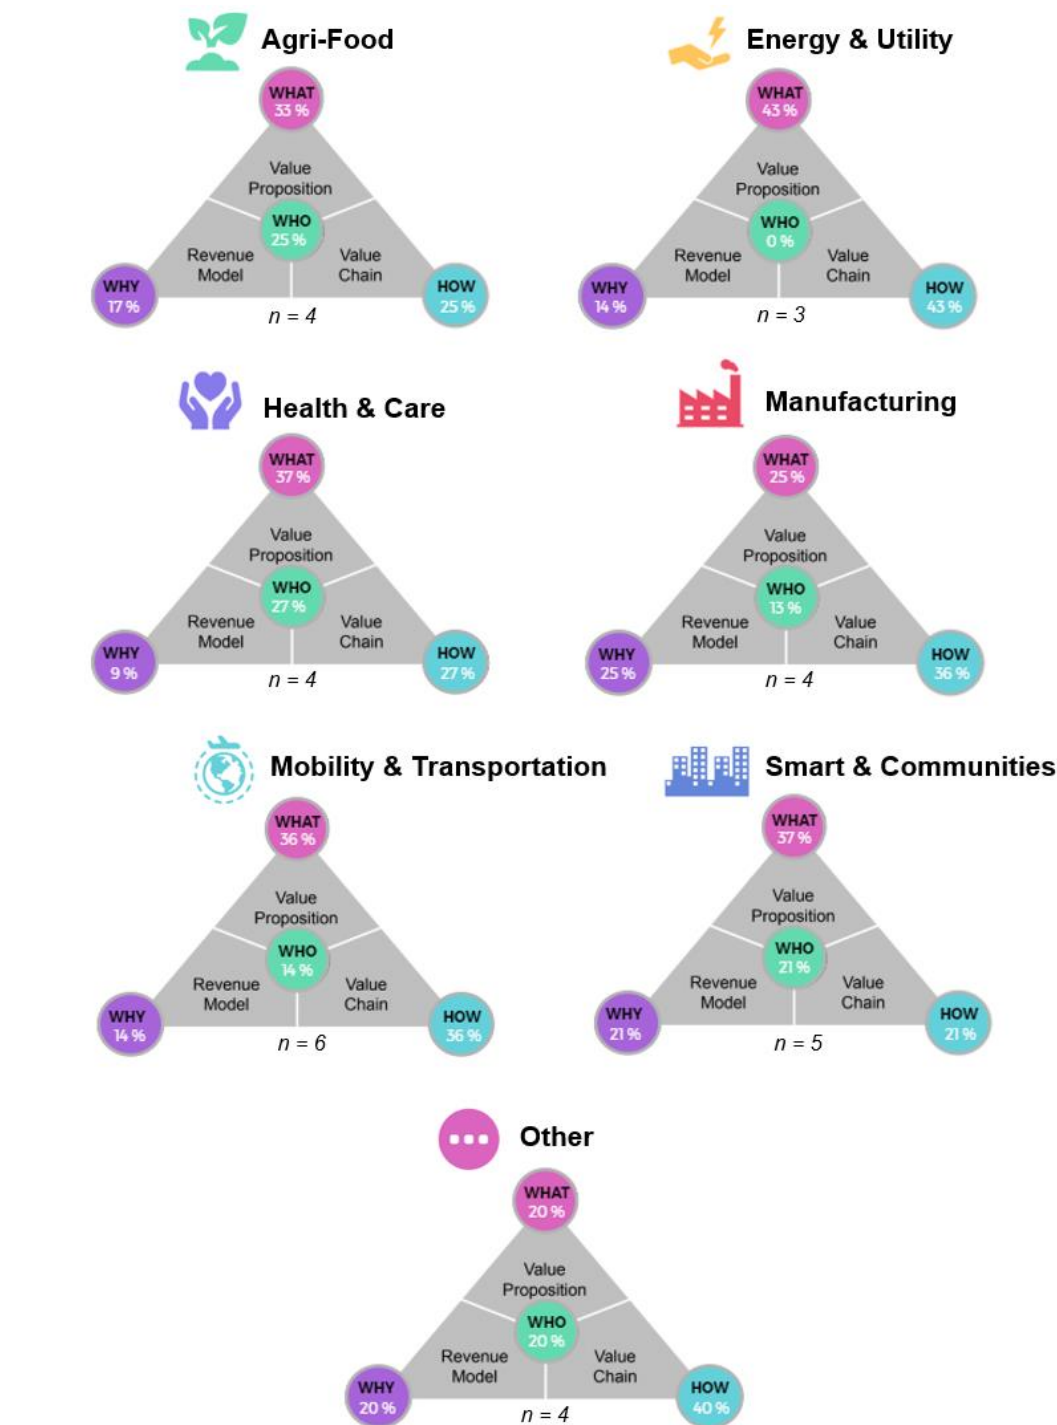 Agri-Food
WHAT
33 %
Value
Proposition
WHO
25 %
Revenue
Model
Value
Chain
WHY
17 %
HOW
25 %
n = 4
Energy & Utility
WHAT
43 %
Value
Proposition
WHO
0 %
Revenue
Model
Value
Chain
WHY
14 %
HOW
43 %
n = 3
Health & Care
WHAT
37 %
Value
Proposition
WHO
27 %
Revenue
Model
Value
Chain
WHY
9 %
HOW
27 %
n = 4
Manufacturing
WHAT
25 %
Value
Proposition
WHO
13 %
Revenue
Model
Value
Chain
WHY
25 %
HOW
36 %
n = 4
Mobility & Transportation
WHAT
36 %
Value
Proposition
WHO
14 %
Revenue
Model
Value
Chain
WHY
14 %
HOW
36 %
n = 6
Smart & Communities
WHAT
37 %
Value
Proposition
WHO
21 %
Revenue
Model
Value
Chain
WHY
21 %
HOW
21 %
n = 5
Other
WHAT
20 %
Value
Proposition
WHO
20 %
Revenue
Model
Value
Chain
WHY
20 %
HOW
40 %
n = 4